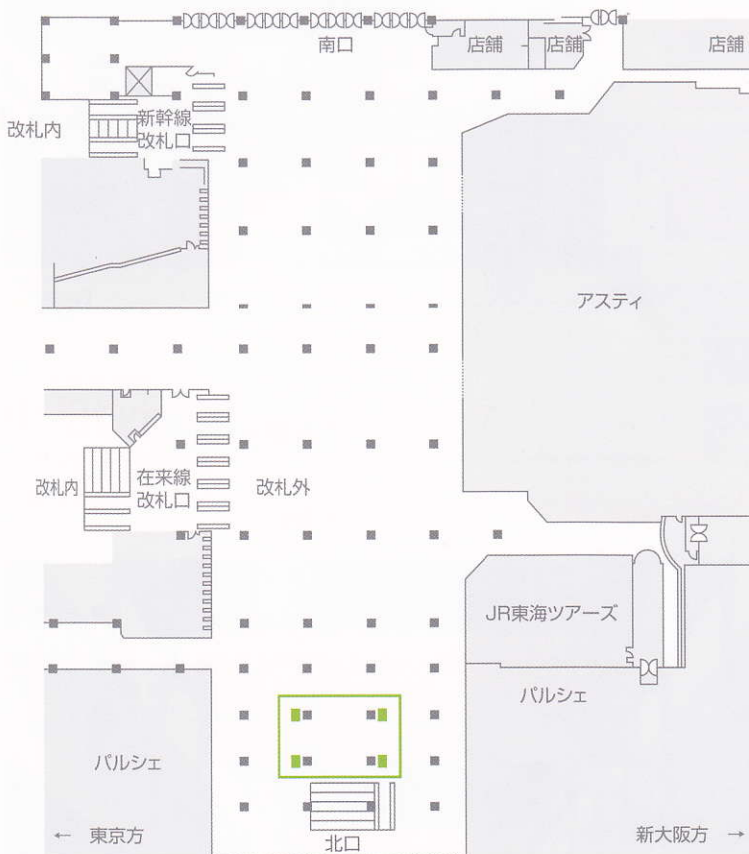 南口
店舗
店舗
店舗
改札内
新幹線
改札口
アスティ
改札内
在来線
改札口
改札外
JR東海ツアーズ
パルシェ
パルシェ
← 東京方
北口
新大阪方 →